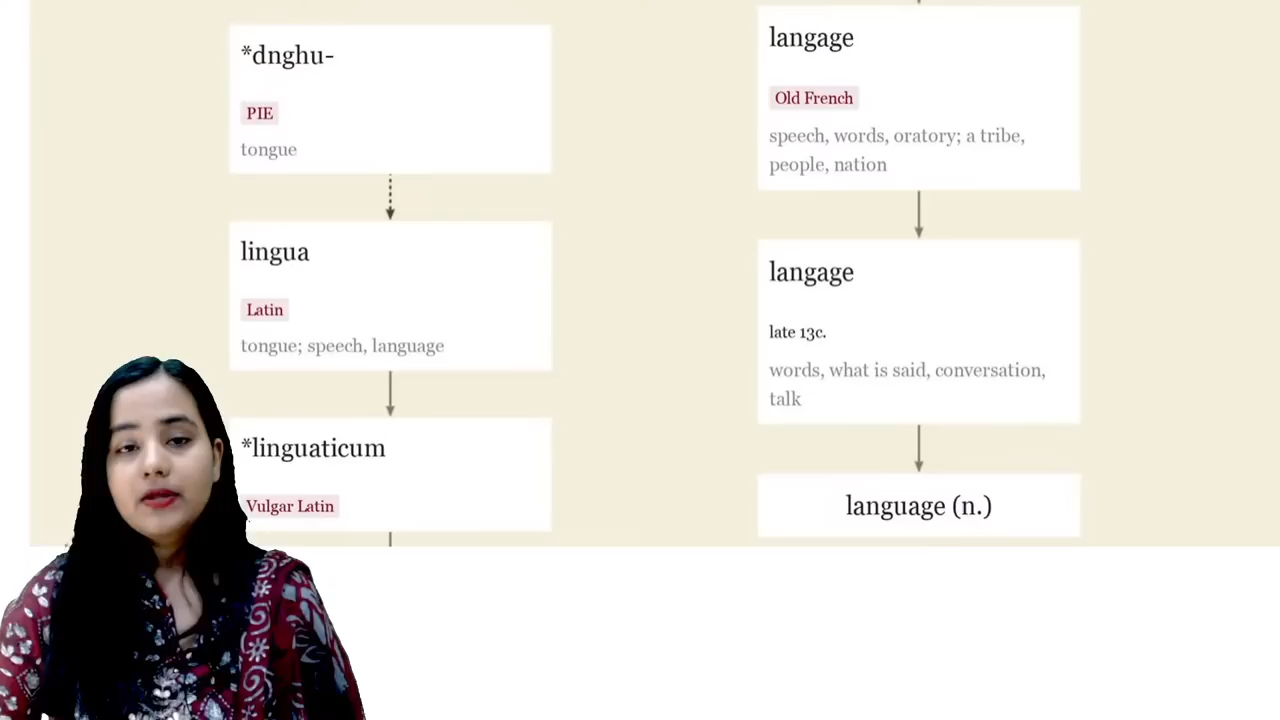 *dnghu-
PIE
tongue
lingua
Latin
tongue; speech, language
*linguaticum
Vulgar Latin
langage
Old French
speech, words, oratory; a tribe,
people, nation
langage
late 13c.
words, what is said, conversation,
talk
language (n.)